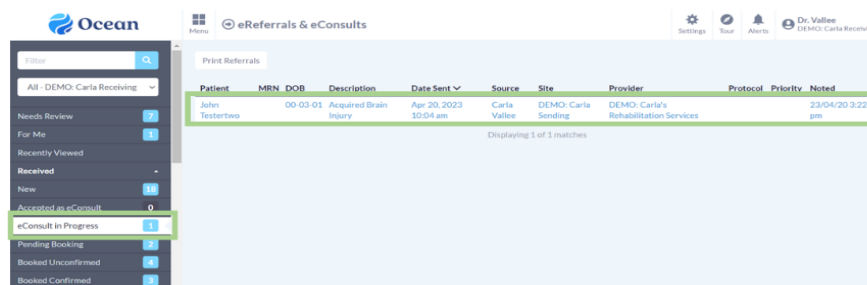 Ocean
Menu
eReferrals & eConsults
Settings
Tour
Alerts
Dr. Vallee
DEMO: Carla Receivi
Filter
All - DEMO: Carla Receiving
Needs Review 7
For Me 1
Recently Viewed
Received
New 18
Accepted as eConsult 0
eConsult in Progress 1
Pending Booking 2
Booked Unconfirmed 4
Booked Confirmed 3
Print Referrals
Patient MRN DOB Description Date Sent Source Site Provider Protocol Priority Noted
John 00-03-01 Acquired Brain Apr 20, 2023 Carla DEMO: Carla DEMO: Carla's 23/04/20 3:22
Testertwo Injury 10:04 am Vallee Sending Rehabilitation Services pm
Displaying 1 of 1 matches